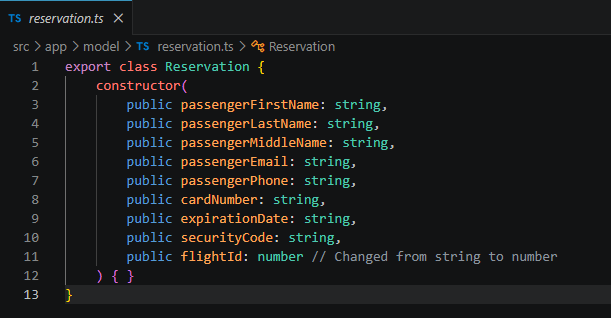 TS reservation.ts ×
src > app > model > TS reservation.ts > Reservation
1 export class Reservation {
2     constructor(
3         public passengerFirstName: string,
4         public passengerLastName: string,
5         public passengerMiddleName: string,
6         public passengerEmail: string,
7         public passengerPhone: string,
8         public cardNumber: string,
9         public expirationDate: string,
10         public securityCode: string,
11         public flightId: number // Changed from string to number
12     ) { }
13 }